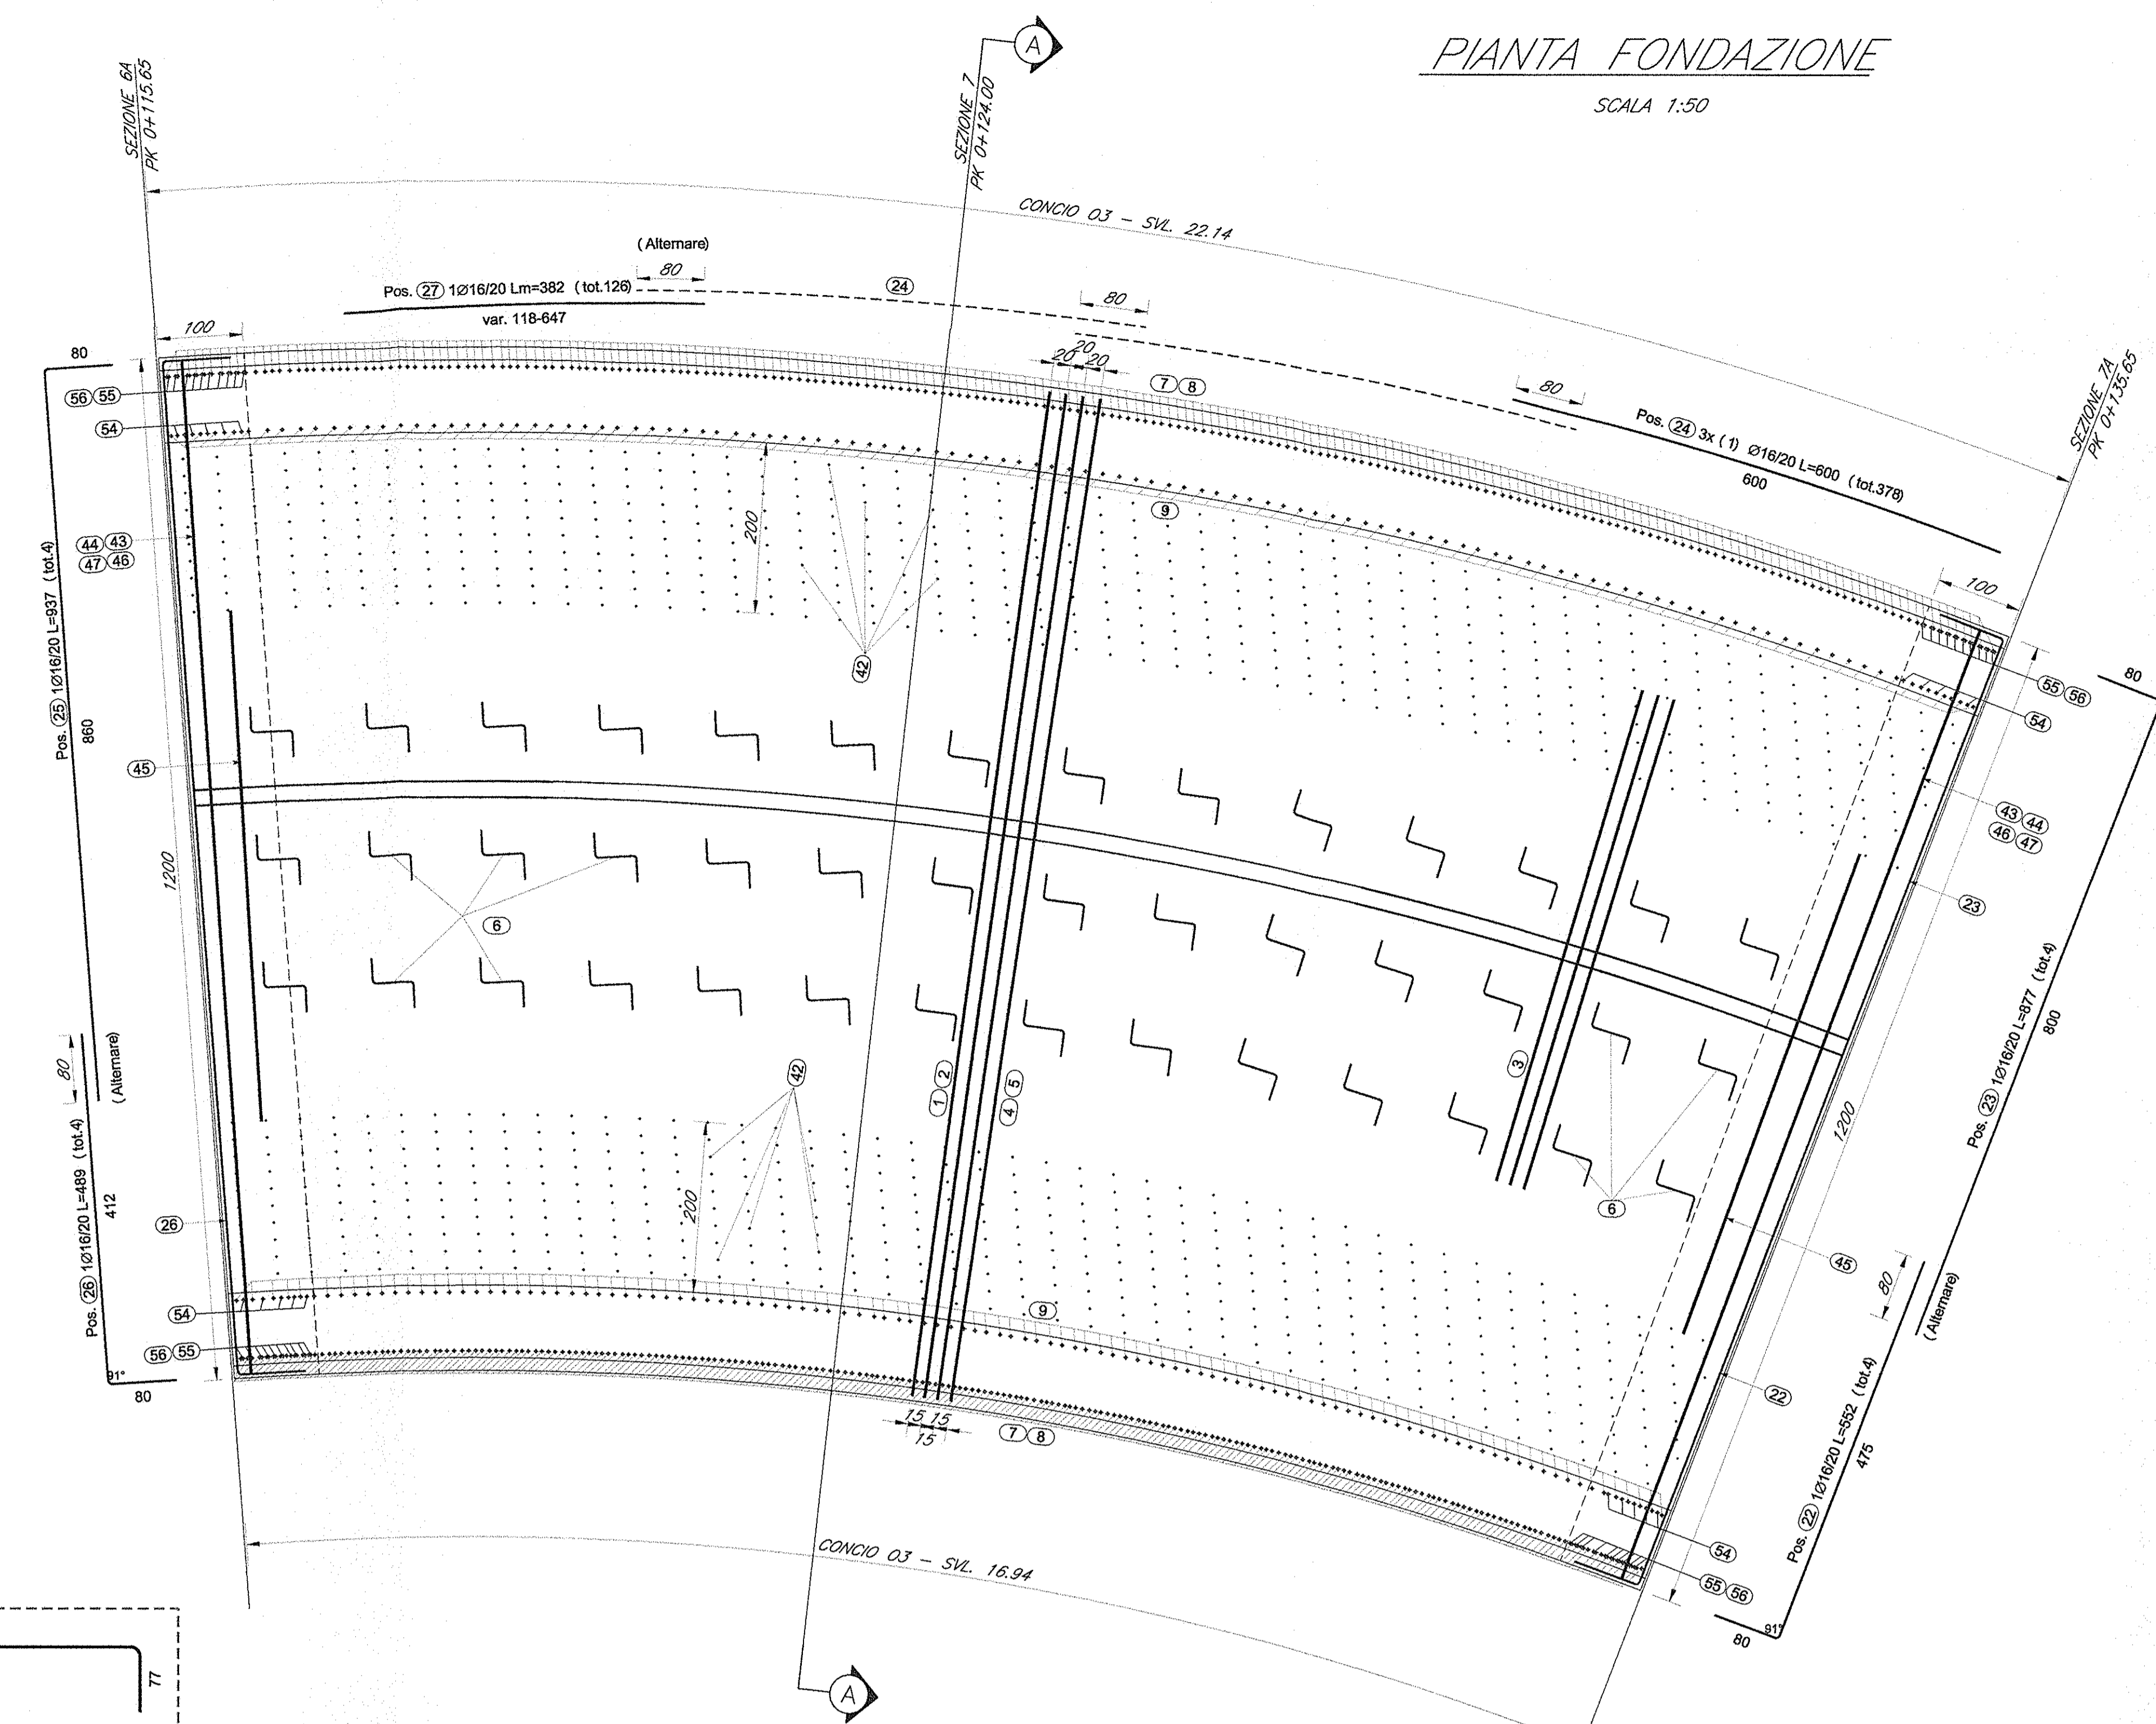 PIANTA FONDAZIONE
SCALA 1:50
A
SEZIONE 6A
PK 0+115.65
SEZIONE 7
PK 0+124.00
CONCIO 03 - SVL. 22.14
(Alternare)
80
Pos. 27 1Ø16/20 Lm=382 (tot.126)
var. 118-647
24
80
100
20
20
20
7 8
80
Pos. 24 3x (1) Ø16/20 L=600 (tot.378)
600
SEZIONE 7A
PK 0+135.65
100
80
56 55
54
44 43
47 46
Pos. 25 1Ø16/20 L=937 (tot.4)
860
45
1200
200
42
9
55 56
54
80
43 44
46 47
23
Pos. 23 1Ø16/20 L=877 (tot.4)
800
6
1 2
4 5
3
6
1200
42
200
80
(Alternare)
Pos. 26 1Ø16/20 L=489 (tot.4)
412
26
54
56 55
91°
80
9
45
80
(Alternare)
22
Pos. 22 1Ø16/20 L=552 (tot.4)
475
15 15
15
7 8
54
55 56
91°
80
CONCIO 03 - SVL. 16.94
A
77